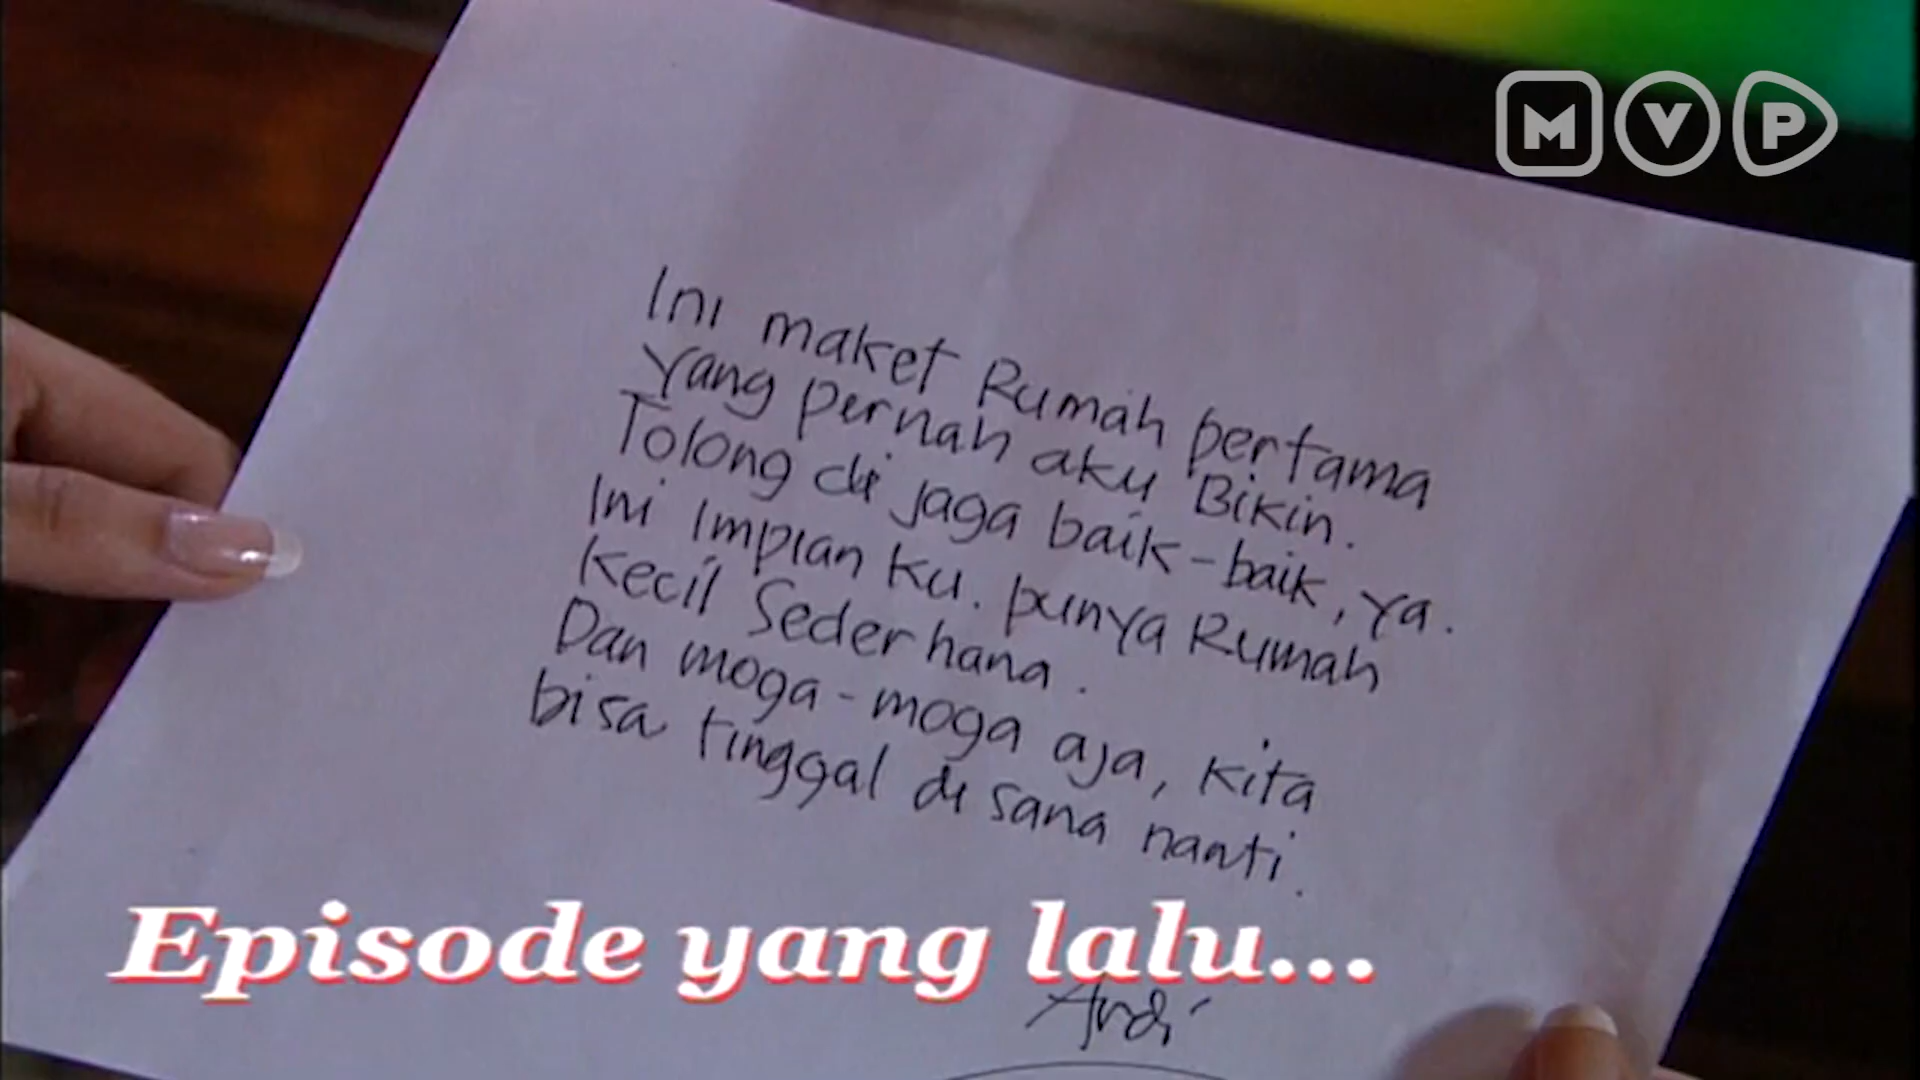 MVP
Ini maket Rumah pertama
yang pernah aku Bikin.
Tolong di jaga baik-baik, ya.
Ini Impian ku. punya Rumah
kecil Sederhana.
Dan moga-moga aja, kita
bisa tinggal di sana nanti.
Episode yang lalu...
Andi